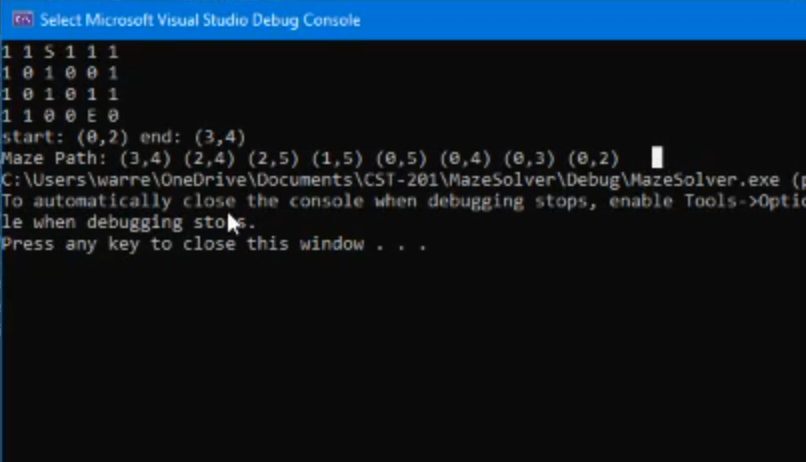 Select Microsoft Visual Studio Debug Console
1 1 S 1 1 1
1 0 1 0 0 1
1 0 1 0 1 1
1 1 0 0 E 0
start: (0,2) end: (3,4)
Maze Path: (3,4) (2,4) (2,5) (1,5) (0,5) (0,4) (0,3) (0,2)
C:\Users\warre\OneDrive\Documents\CST-201\MazeSolver\Debug\MazeSolver.exe (p
To automatically close the console when debugging stops, enable Tools->Optio
le when debugging stops.
Press any key to close this window . . .